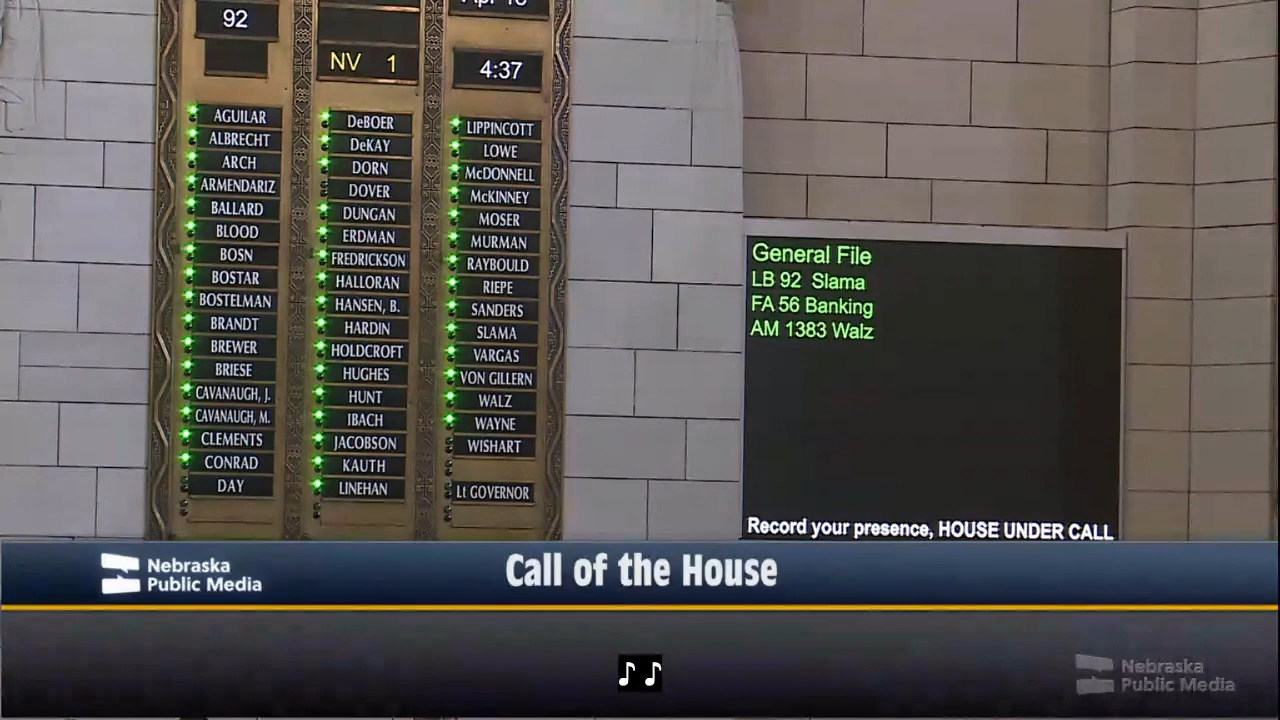 92
NV 1
4:37
AGUILAR
ALBRECHT
ARCH
ARMENDARIZ
BALLARD
BLOOD
BOSN
BOSTAR
BOSTELMAN
BRANDT
BREWER
BRIESE
CAVANAUGH, J.
CAVANAUGH, M.
CLEMENTS
CONRAD
DAY
DeBOER
DeKAY
DORN
DOVER
DUNGAN
ERDMAN
FREDRICKSON
HALLORAN
HANSEN, B.
HARDIN
HOLDCROFT
HUGHES
HUNT
IBACH
JACOBSON
KAUTH
LINEHAN
LIPPINCOTT
LOWE
McDONNELL
McKINNEY
MOSER
MURMAN
RAYBOULD
RIEPE
SANDERS
SLAMA
VARGAS
VON GILLERN
WALZ
WAYNE
WISHART
Lt GOVERNOR
General File
LB 92 Slama
FA 56 Banking
AM 1383 Walz
Record your presence, HOUSE UNDER CALL
Nebraska
Public Media
Call of the House
Nebraska
Public Media